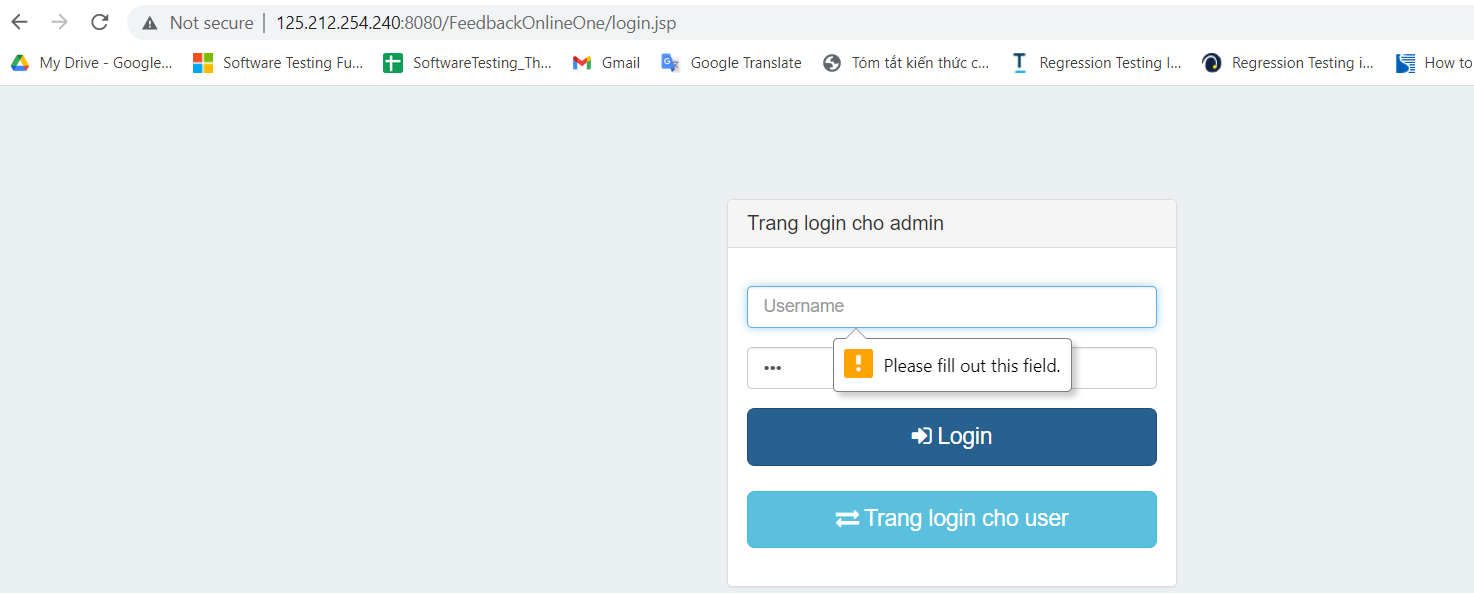 Not secure | 125.212.254.240:8080/FeedbackOnlineOne/login.jsp
My Drive - Google... Software Testing Fu... SoftwareTesting_Th... Gmail Google Translate Tóm tắt kiến thức c... Regression Testing I... Regression Testing i... How to
Trang login cho admin
Username
Please fill out this field.
•••
Login
Trang login cho user